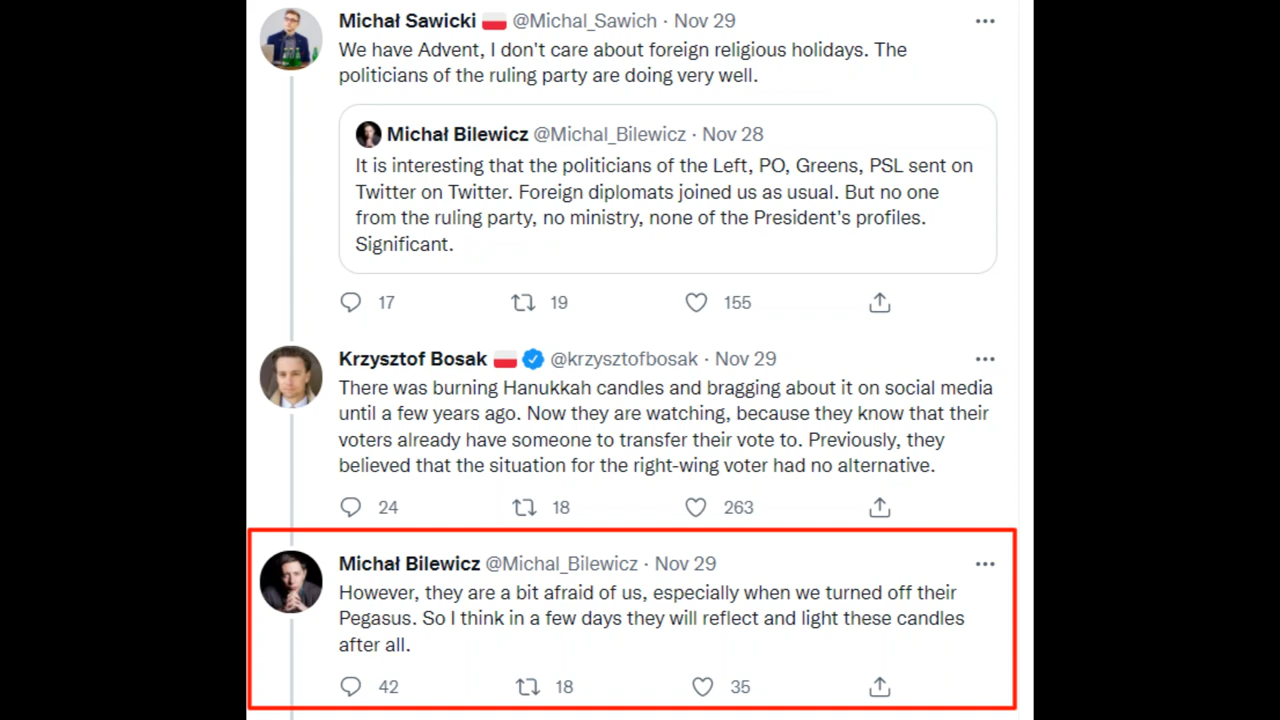 Michał Sawicki @Michal_Sawich · Nov 29
We have Advent, I don't care about foreign religious holidays. The
politicians of the ruling party are doing very well.
Michał Bilewicz @Michal_Bilewicz · Nov 28
It is interesting that the politicians of the Left, PO, Greens, PSL sent on
Twitter on Twitter. Foreign diplomats joined us as usual. But no one
from the ruling party, no ministry, none of the President's profiles.
Significant.
17 19 155
Krzysztof Bosak @krzysztofbosak · Nov 29
There was burning Hanukkah candles and bragging about it on social media
until a few years ago. Now they are watching, because they know that their
voters already have someone to transfer their vote to. Previously, they
believed that the situation for the right-wing voter had no alternative.
24 18 263
Michał Bilewicz @Michal_Bilewicz · Nov 29
However, they are a bit afraid of us, especially when we turned off their
Pegasus. So I think in a few days they will reflect and light these candles
after all.
42 18 35